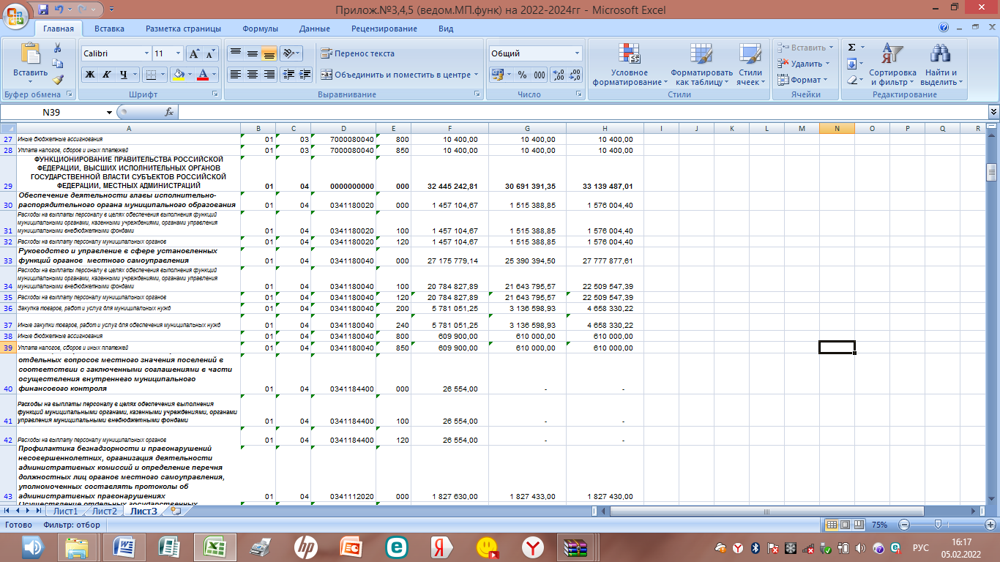 Прилож.№3,4,5 (ведом.МП.функ) на 2022-2024гг - Microsoft Excel
Главная Вставка Разметка страницы Формулы Данные Рецензирование Вид
Вставить
Буфер обмена
Calibri 11
Ж К Ч
Шрифт
Перенос текста
Объединить и поместить в центре
Выравнивание
Общий
% 000
Число
Условное форматирование
Форматировать как таблицу
Стили ячеек
Стили
Вставить
Удалить
Формат
Ячейки
Сортировка и фильтр
Найти и выделить
Редактирование
N39 fx
A B C D E F G H I J K L M N O P Q R
27 Иные бюджетные ассигнования 01 03 7000080040 800 10 400,00 10 400,00 10 400,00
28 Уплата налогов, сборов и иных платежей 01 03 7000080040 850 10 400,00 10 400,00 10 400,00
ФУНКЦИОНИРОВАНИЕ ПРАВИТЕЛЬСТВА РОССИЙСКОЙ
ФЕДЕРАЦИИ, ВЫСШИХ ИСПОЛНИТЕЛЬНЫХ ОРГАНОВ
ГОСУДАРСТВЕННОЙ ВЛАСТИ СУБЪЕКТОВ РОССИЙСКОЙ
29 ФЕДЕРАЦИИ, МЕСТНЫХ АДМИНИСТРАЦИЙ 01 04 0000000000 000 32 445 242,81 30 691 391,35 33 139 487,01
Обеспечение деятельности главы исполнительно-
30 распорядительного органа муниципального образования 01 04 0341180020 000 1 457 104,67 1 515 388,85 1 576 004,40
Расходы на выплату персоналу в целях обеспечения выполнения функций
муниципальными органами, казенными учреждениями, органами управления
31 муниципальными внебюджетными фондами 01 04 0341180020 100 1 457 104,67 1 515 388,85 1 576 004,40
32 Расходы на выплату персоналу муниципальных органов 01 04 0341180020 120 1 457 104,67 1 515 388,85 1 576 004,40
Руководство и управление в сфере установленных
33 функций органов местного самоуправления 01 04 0341180040 000 27 175 779,14 25 390 394,50 27 777 877,61
Расходы на выплату персоналу в целях обеспечения выполнения функций
муниципальными органами, казенными учреждениями, органами управления
34 муниципальными внебюджетными фондами 01 04 0341180040 100 20 784 827,89 21 643 795,57 22 509 547,39
35 Расходы на выплату персоналу муниципальных органов 01 04 0341180040 120 20 784 827,89 21 643 795,57 22 509 547,39
36 Закупка товаров, работ и услуг для муниципальных нужд 01 04 0341180040 200 5 781 051,25 3 136 598,93 4 658 330,22
37 Иные закупки товаров, работ и услуг для обеспечения муниципальных нужд 01 04 0341180040 240 5 781 051,25 3 136 598,93 4 658 330,22
38 Иные бюджетные ассигнования 01 04 0341180040 800 609 900,00 610 000,00 610 000,00
39 Уплата налогов, сборов и иных платежей 01 04 0341180040 850 609 900,00 610 000,00 610 000,00
отдельных вопросов местного значения поселений в
соответствии с заключенными соглашениями в части
осуществления внутреннего муниципального
40 финансового контроля 01 04 0341184400 000 26 554,00 - -
Расходы на выплаты персоналу в целях обеспечения выполнения
функций муниципальными органами, казенными учреждениями, органами
41 управления муниципальными внебюджетными фондами 01 04 0341184400 100 26 554,00 - -
42 Расходы на выплату персоналу муниципальных органов 01 04 0341184400 120 26 554,00 - -
Профилактика безнадзорности и правонарушений
несовершеннолетних, организация деятельности
административных комиссий и определение перечня
должностных лиц органов местного самоуправления,
уполномоченных составлять протоколы об
43 административных правонарушениях 01 04 0341112020 000 1 827 630,00 1 827 433,00 1 827 430,00
Осуществление отдельных государственных
Лист1 Лист2 Лист3
Готово Фильтр: отбор 75%
РУС 16:17
05.02.2022